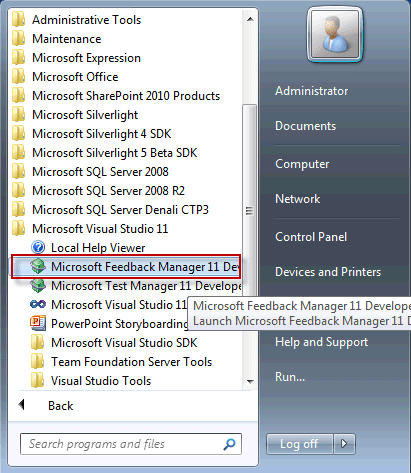 Administrative Tools
Maintenance
Microsoft Expression
Microsoft Office
Microsoft SharePoint 2010 Products
Microsoft Silverlight
Microsoft Silverlight 4 SDK
Microsoft Silverlight 5 Beta SDK
Microsoft SQL Server 2008
Microsoft SQL Server 2008 R2
Microsoft SQL Server Denali CTP3
Microsoft Visual Studio 11
Local Help Viewer
Microsoft Feedback Manager 11 Dev
Microsoft Test Manager 11 Develope
Microsoft Visual Studio 11
PowerPoint Storyboarding
Microsoft Visual Studio SDK
Team Foundation Server Tools
Visual Studio Tools
Back
Search programs and files
Administrator
Documents
Computer
Network
Control Panel
Devices and Printers
Microsoft Feedback Manager 11 Develope
Launch Microsoft Feedback Manager 11 D
Help and Support
Run...
Log off